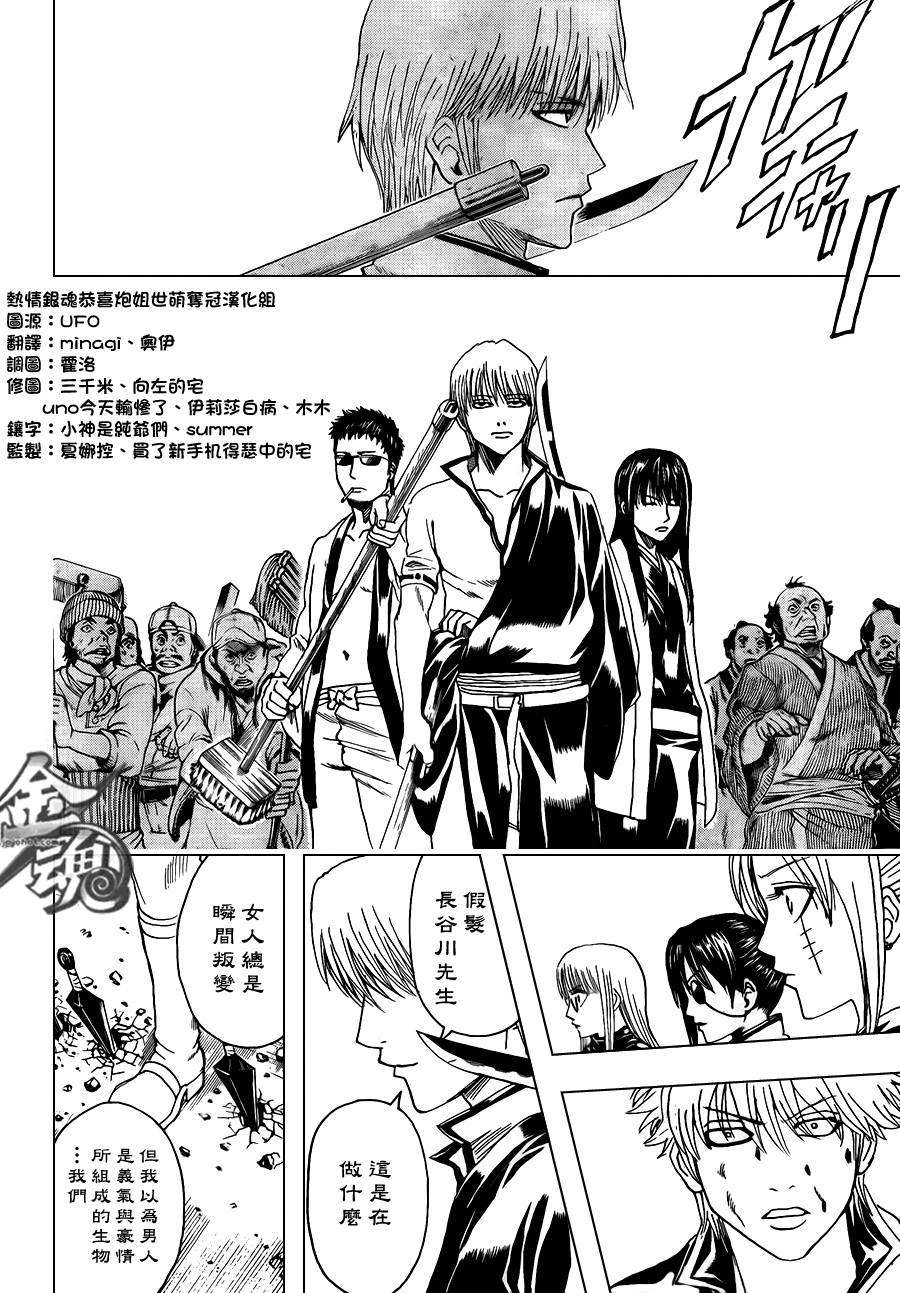 ガチャリ
熱情銀魂恭喜炮姐世萌奪冠漢化組
圖源：UFO
翻譯：minagi、奧伊
調圖：霍洛
修圖：三千米、向左的宅
uno今天輸慘了、伊莉莎白病、木木
鑲字：小神是純爺們、summer
監製：夏娜控、買了新手机得瑟中的宅
金魂
假髮
長谷川先生
這是在
做什麼
女人總是
瞬間叛變
但我以為男人
是義氣與豪情
所組成的生物
…我們